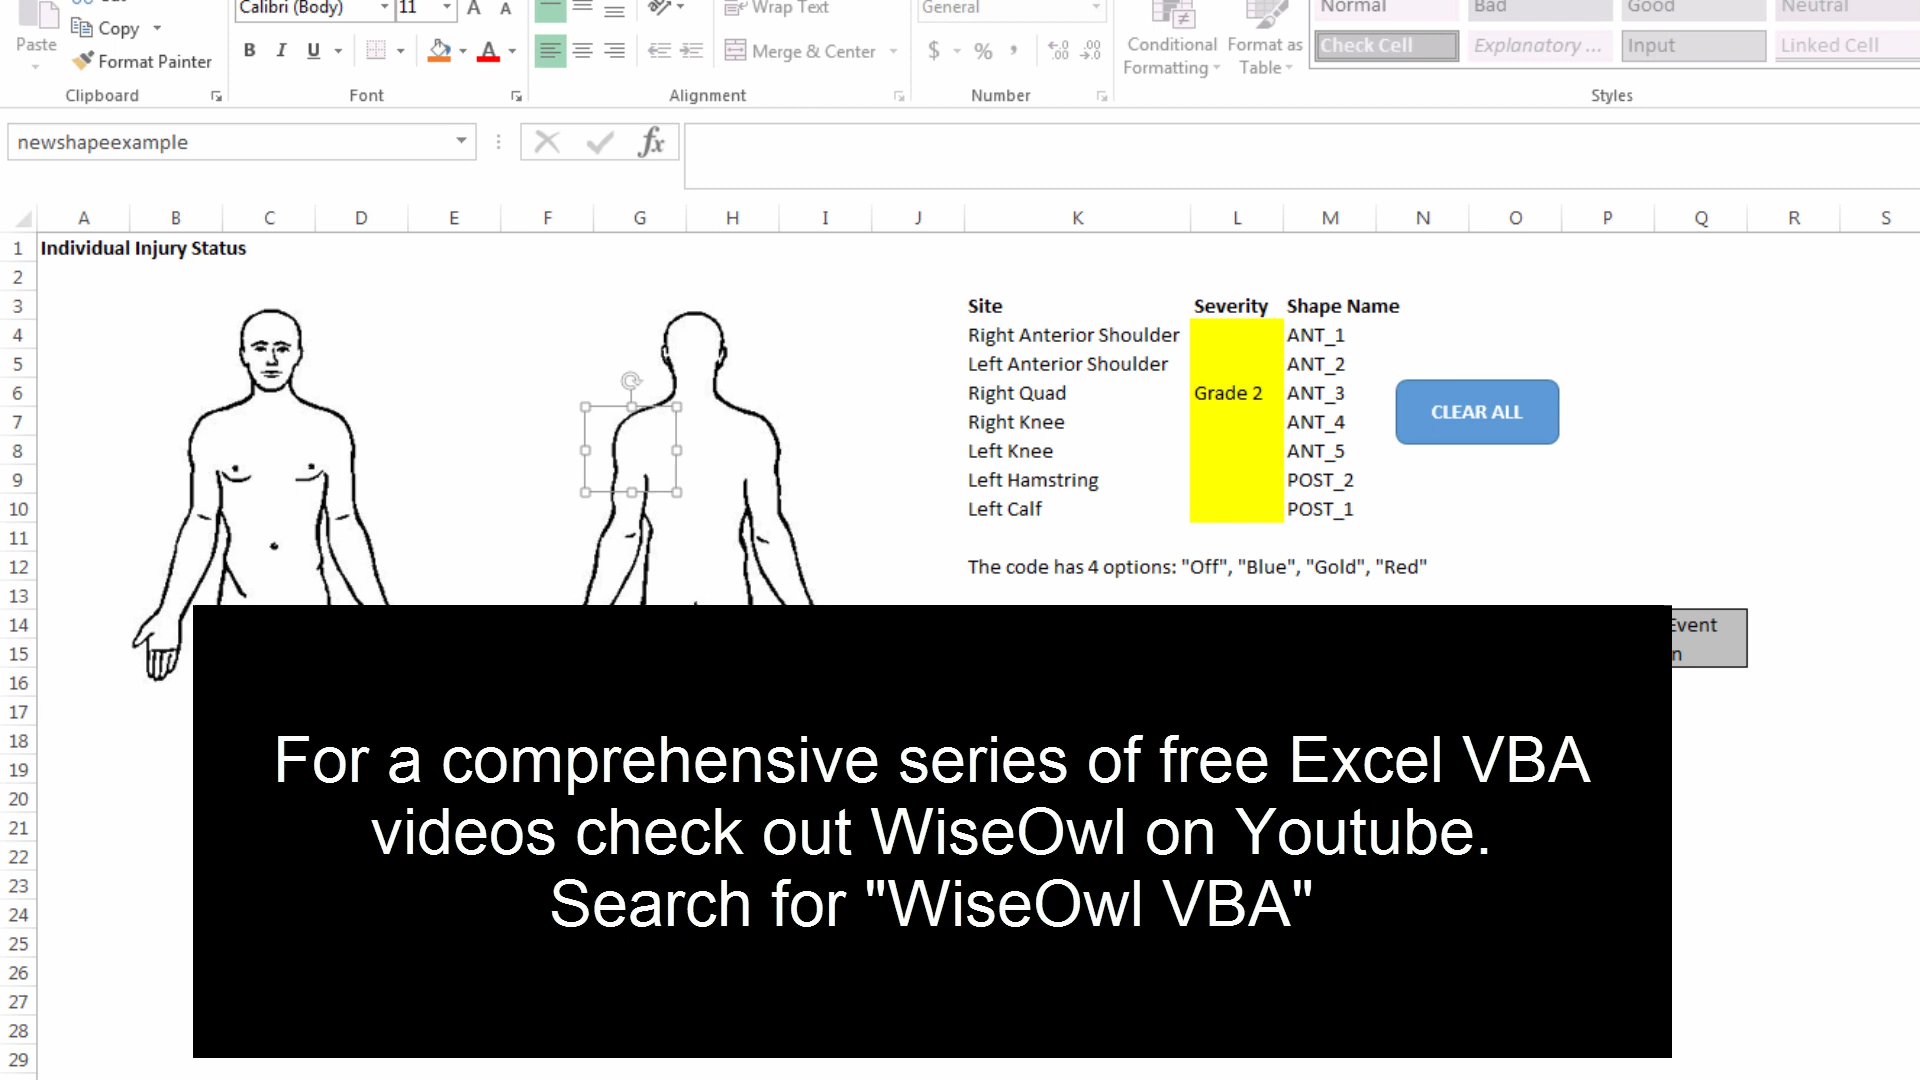 Calibri (Body) 11 A A Wrap Text General Normal Bad Good Neutral
Paste Copy Format Painter B I U A Merge & Center $ % , Conditional Formatting Format as Table Check Cell Explanatory ... Input Linked Cell
Clipboard Font Alignment Number Styles
newshapeexample fx
A B C D E F G H I J K L M N O P Q R S
1 Individual Injury Status
2
3 Site Severity Shape Name
4 Right Anterior Shoulder ANT_1
5 Left Anterior Shoulder ANT_2
6 Right Quad Grade 2 ANT_3
CLEAR ALL
7 Right Knee ANT_4
8 Left Knee ANT_5
9 Left Hamstring POST_2
10 Left Calf POST_1
11
12 The code has 4 options: "Off", "Blue", "Gold", "Red"
13
14 Event
15
16
17
18
19
20
21
22
23
24
25
26
27
28
29
For a comprehensive series of free Excel VBA
videos check out WiseOwl on Youtube.
Search for "WiseOwl VBA"